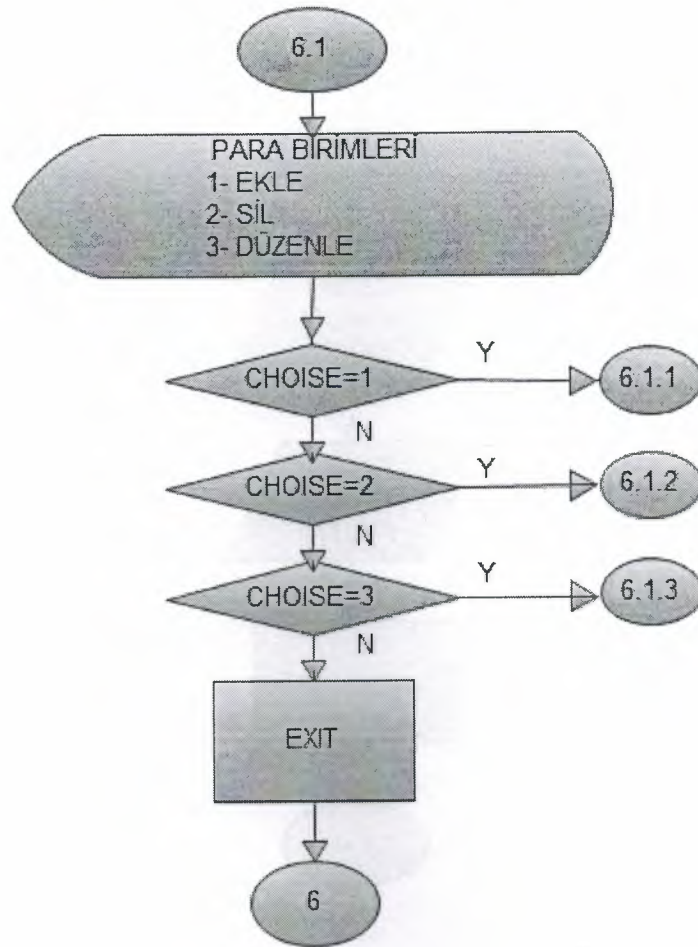 6.1
PARA BİRİMLERİ
1- EKLE
2- SİL
3- DÜZENLE
CHOISE=1
Y
6.1.1
N
CHOISE=2
Y
6.1.2
N
CHOISE=3
Y
6.1.3
N
EXIT
6